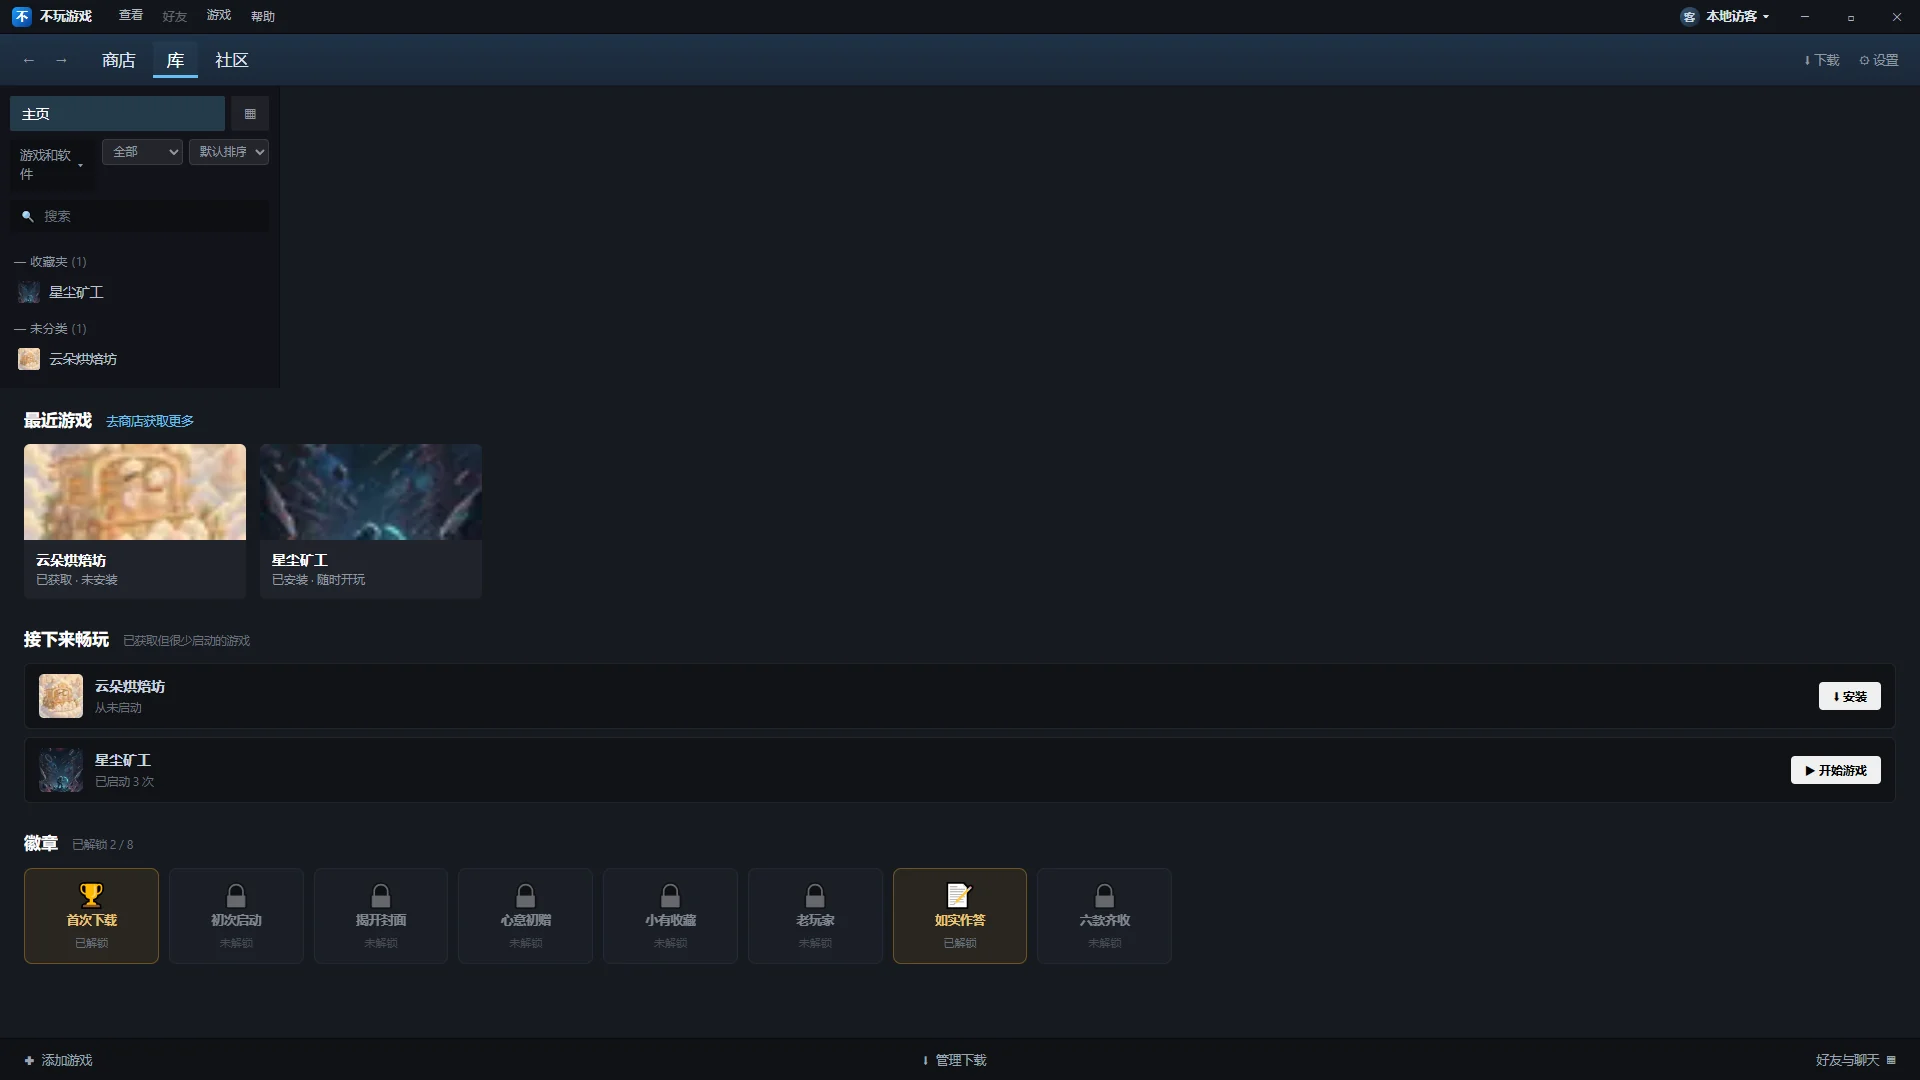 不 不玩游戏 查看 好友 游戏 帮助 客 本地访客
← → 商店 库 社区 ⬇下载 ⚙设置
主页
游戏和软件 全部 默认排序
搜索
— 收藏夹 (1)
星尘矿工
— 未分类 (1)
云朵烘焙坊
最近游戏 去商店获取更多
云朵烘焙坊
已获取 · 未安装
星尘矿工
已安装 · 随时开玩
接下来畅玩 已获取但很少启动的游戏
云朵烘焙坊
从未启动
⬇安装
星尘矿工
已启动 3 次
▶ 开始游戏
徽章 已解锁 2 / 8
首次下载
已解锁
初次启动
未解锁
揭开封面
未解锁
心意初赠
未解锁
小有收藏
未解锁
老玩家
未解锁
如实作答
已解锁
六款齐收
未解锁
✚ 添加游戏 ⬇ 管理下载 好友与聊天